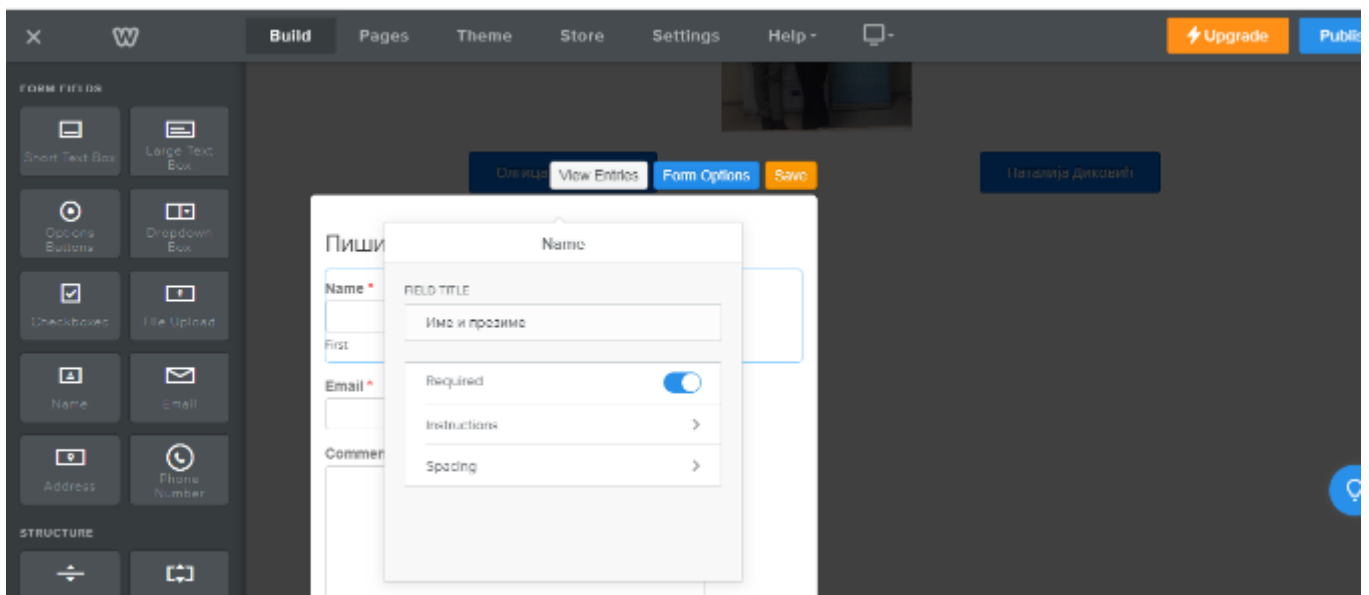 Build Pages Theme Store Settings Help
Upgrade
Publis
FORM FIELDS
Short Text Box
Large Text
Box
Options
Buttons
Dropdown
Box
Checkboxes
File Upload
Name
Email
Address
Phone
Number
STRUCTURE
View Entries
Form Options
Save
Наталија Диковић
Пиши
Name *
First
Email *
Commen
Name
FIELD TITLE
Име и презиме
Required
Instructions
Spacing